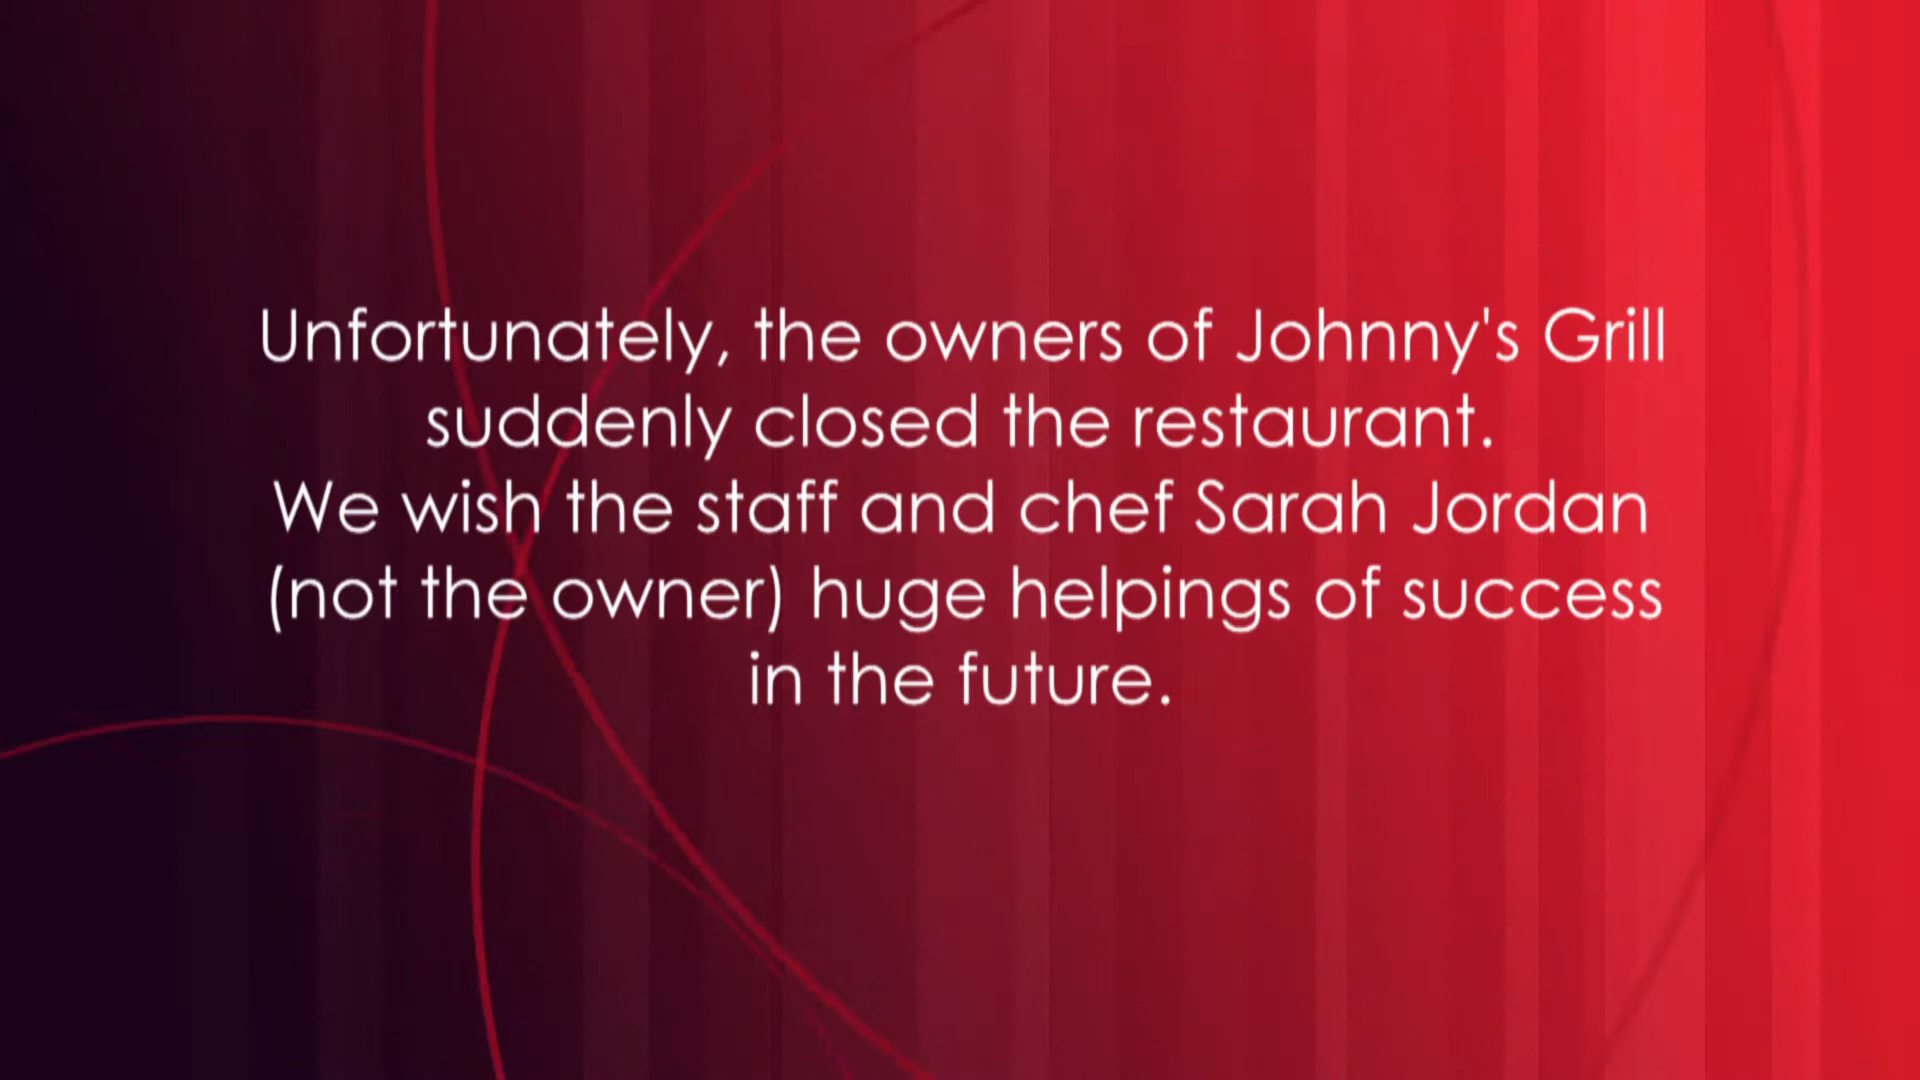 Unfortunately, the owners of Johnny's Grill
suddenly closed the restaurant.
We wish the staff and chef Sarah Jordan
(not the owner) huge helpings of success
in the future.